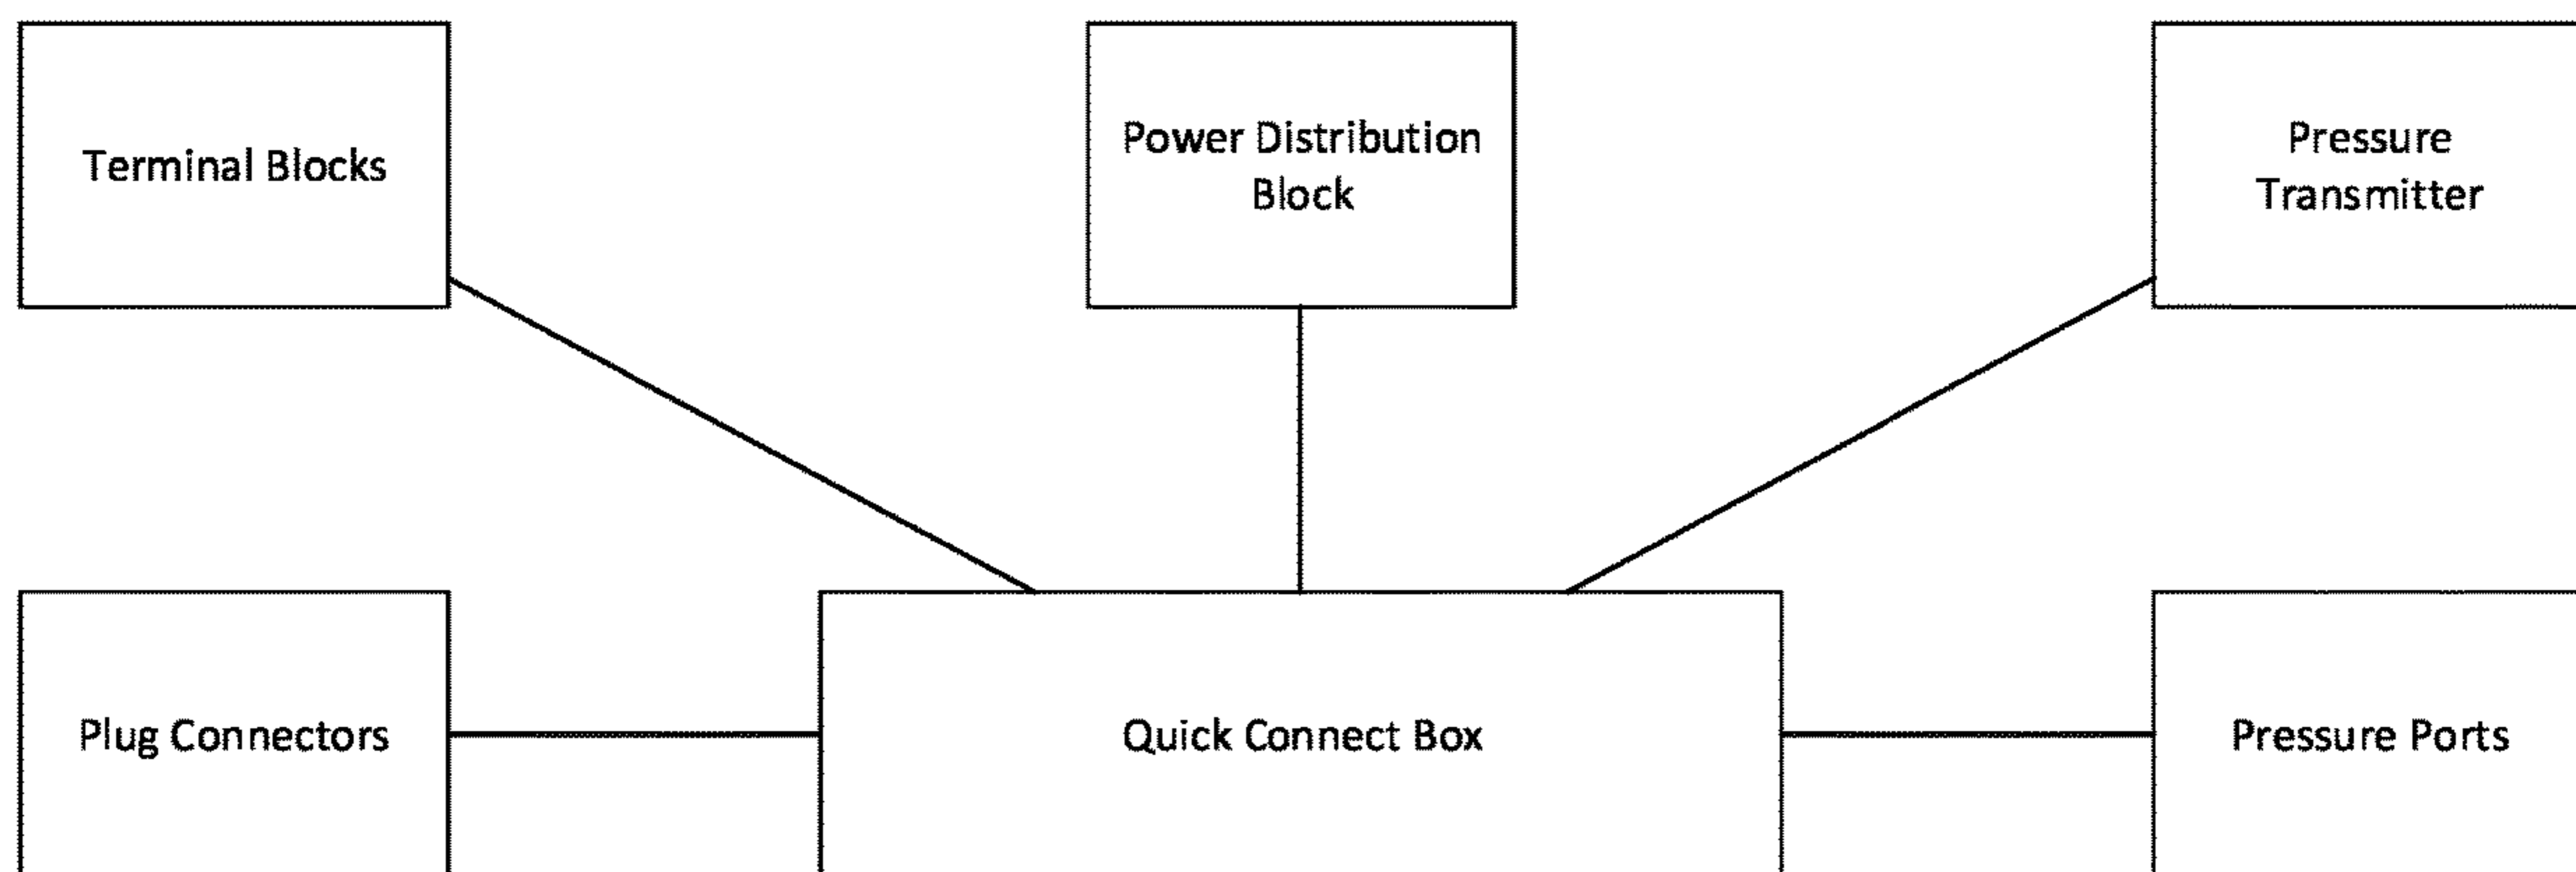 Terminal Blocks
Power Distribution
Block
Pressure
Transmitter
Plug Connectors
Quick Connect Box
Pressure Ports